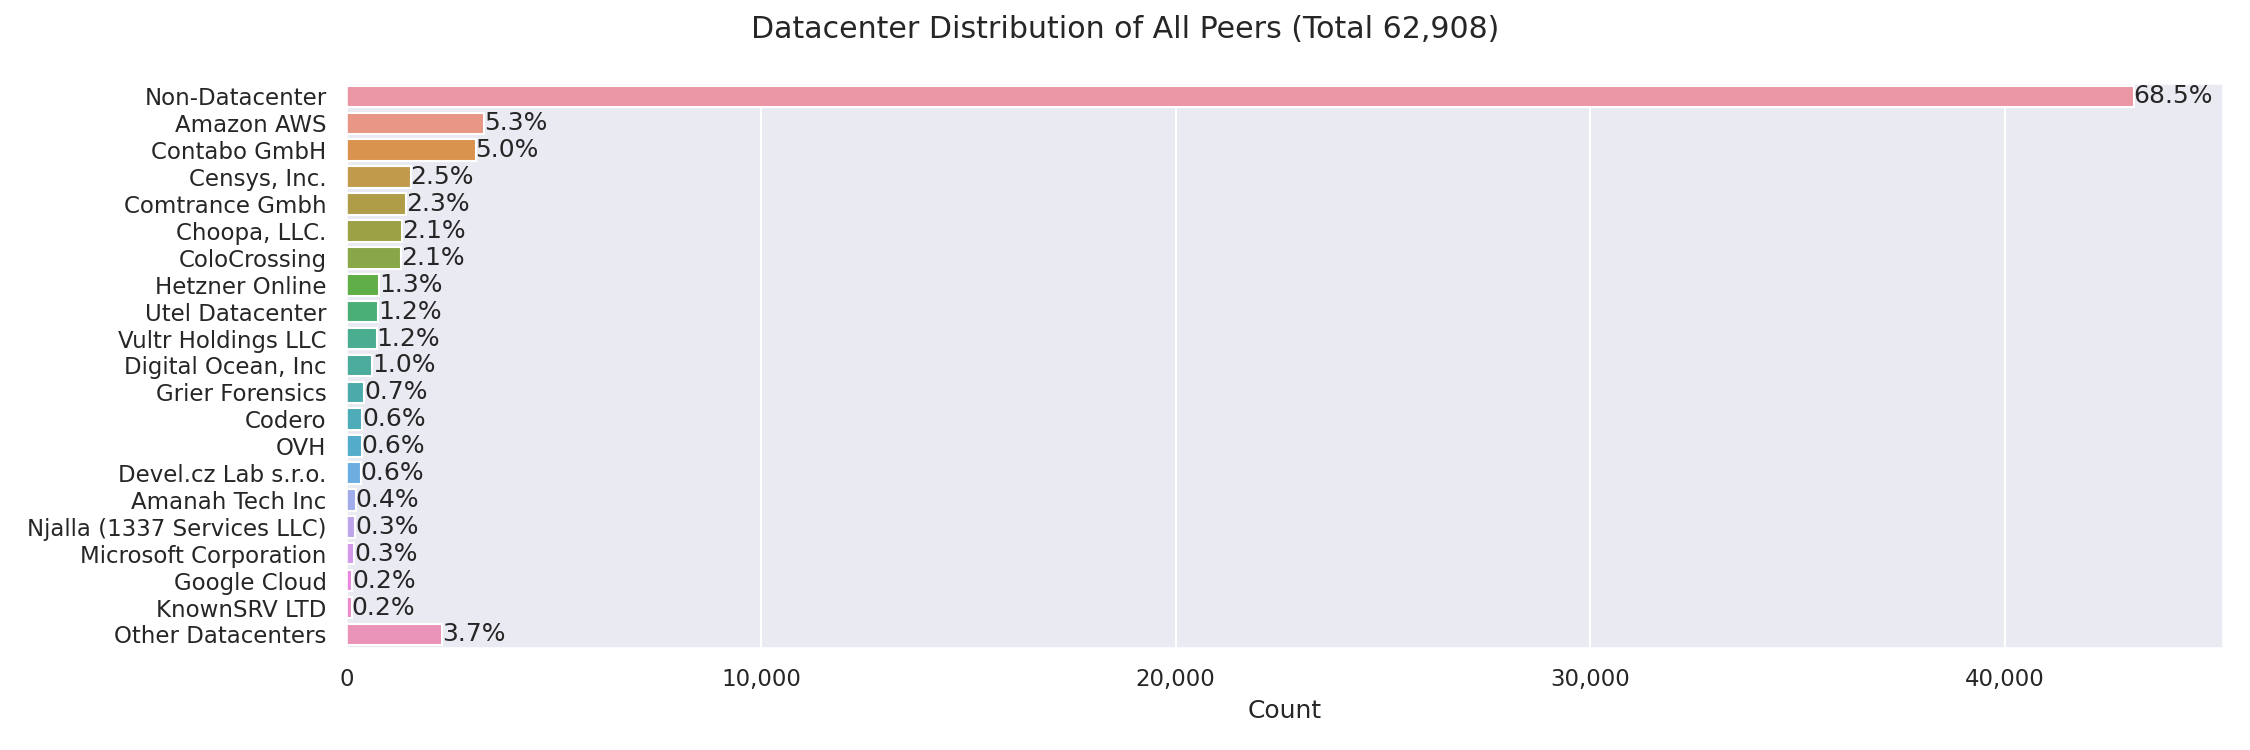 Datacenter Distribution of All Peers (Total 62,908)
Non-Datacenter 68.5%
Amazon AWS 5.3%
Contabo GmbH 5.0%
Censys, Inc. 2.5%
Comtrance Gmbh 2.3%
Choopa, LLC. 2.1%
ColoCrossing 2.1%
Hetzner Online 1.3%
Utel Datacenter 1.2%
Vultr Holdings LLC 1.2%
Digital Ocean, Inc 1.0%
Grier Forensics 0.7%
Codero 0.6%
OVH 0.6%
Devel.cz Lab s.r.o. 0.6%
Amanah Tech Inc 0.4%
Njalla (1337 Services LLC) 0.3%
Microsoft Corporation 0.3%
Google Cloud 0.2%
KnownSRV LTD 0.2%
Other Datacenters 3.7%
0 10,000 20,000 30,000 40,000
Count